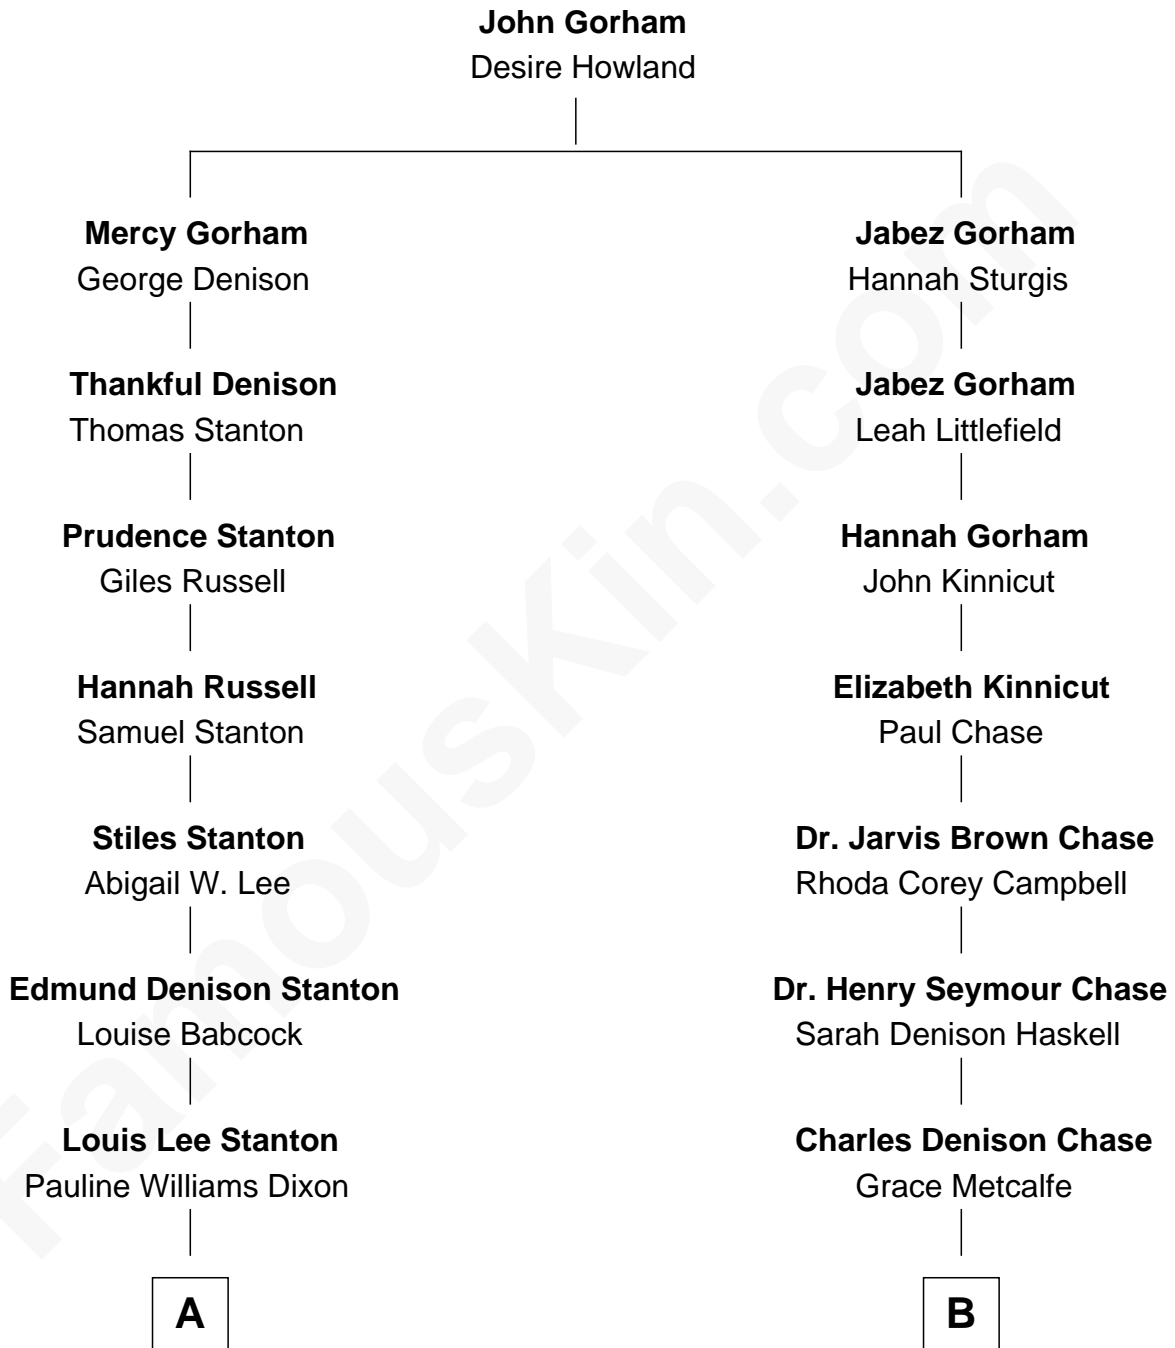 John Gorham
Desire Howland
Mercy Gorham
George Denison
Jabez Gorham
Hannah Sturgis
Thankful Denison
Thomas Stanton
Jabez Gorham
Leah Littlefield
Prudence Stanton
Giles Russell
Hannah Gorham
John Kinnicut
Hannah Russell
Samuel Stanton
Elizabeth Kinnicut
Paul Chase
Stiles Stanton
Abigail W. Lee
Dr. Jarvis Brown Chase
Rhoda Corey Campbell
Edmund Denison Stanton
Louise Babcock
Dr. Henry Seymour Chase
Sarah Denison Haskell
Louis Lee Stanton
Pauline Williams Dixon
Charles Denison Chase
Grace Metcalfe
A
B
FamousKin.com